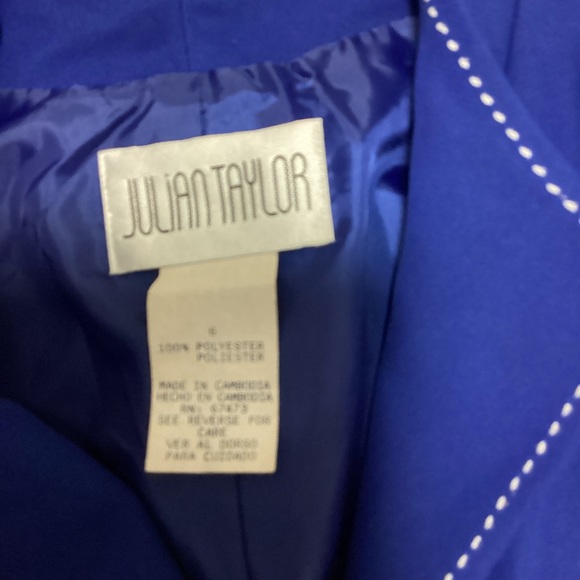 JULIAN TAYLOR
6
100% POLYESTER
POLIESTER
MADE IN CAMBODIA
HECHO EN CAMBODIA
RN: 67473
SEE REVERSE FOR
CARE
VER AL DORSO
PARA CUIDADO